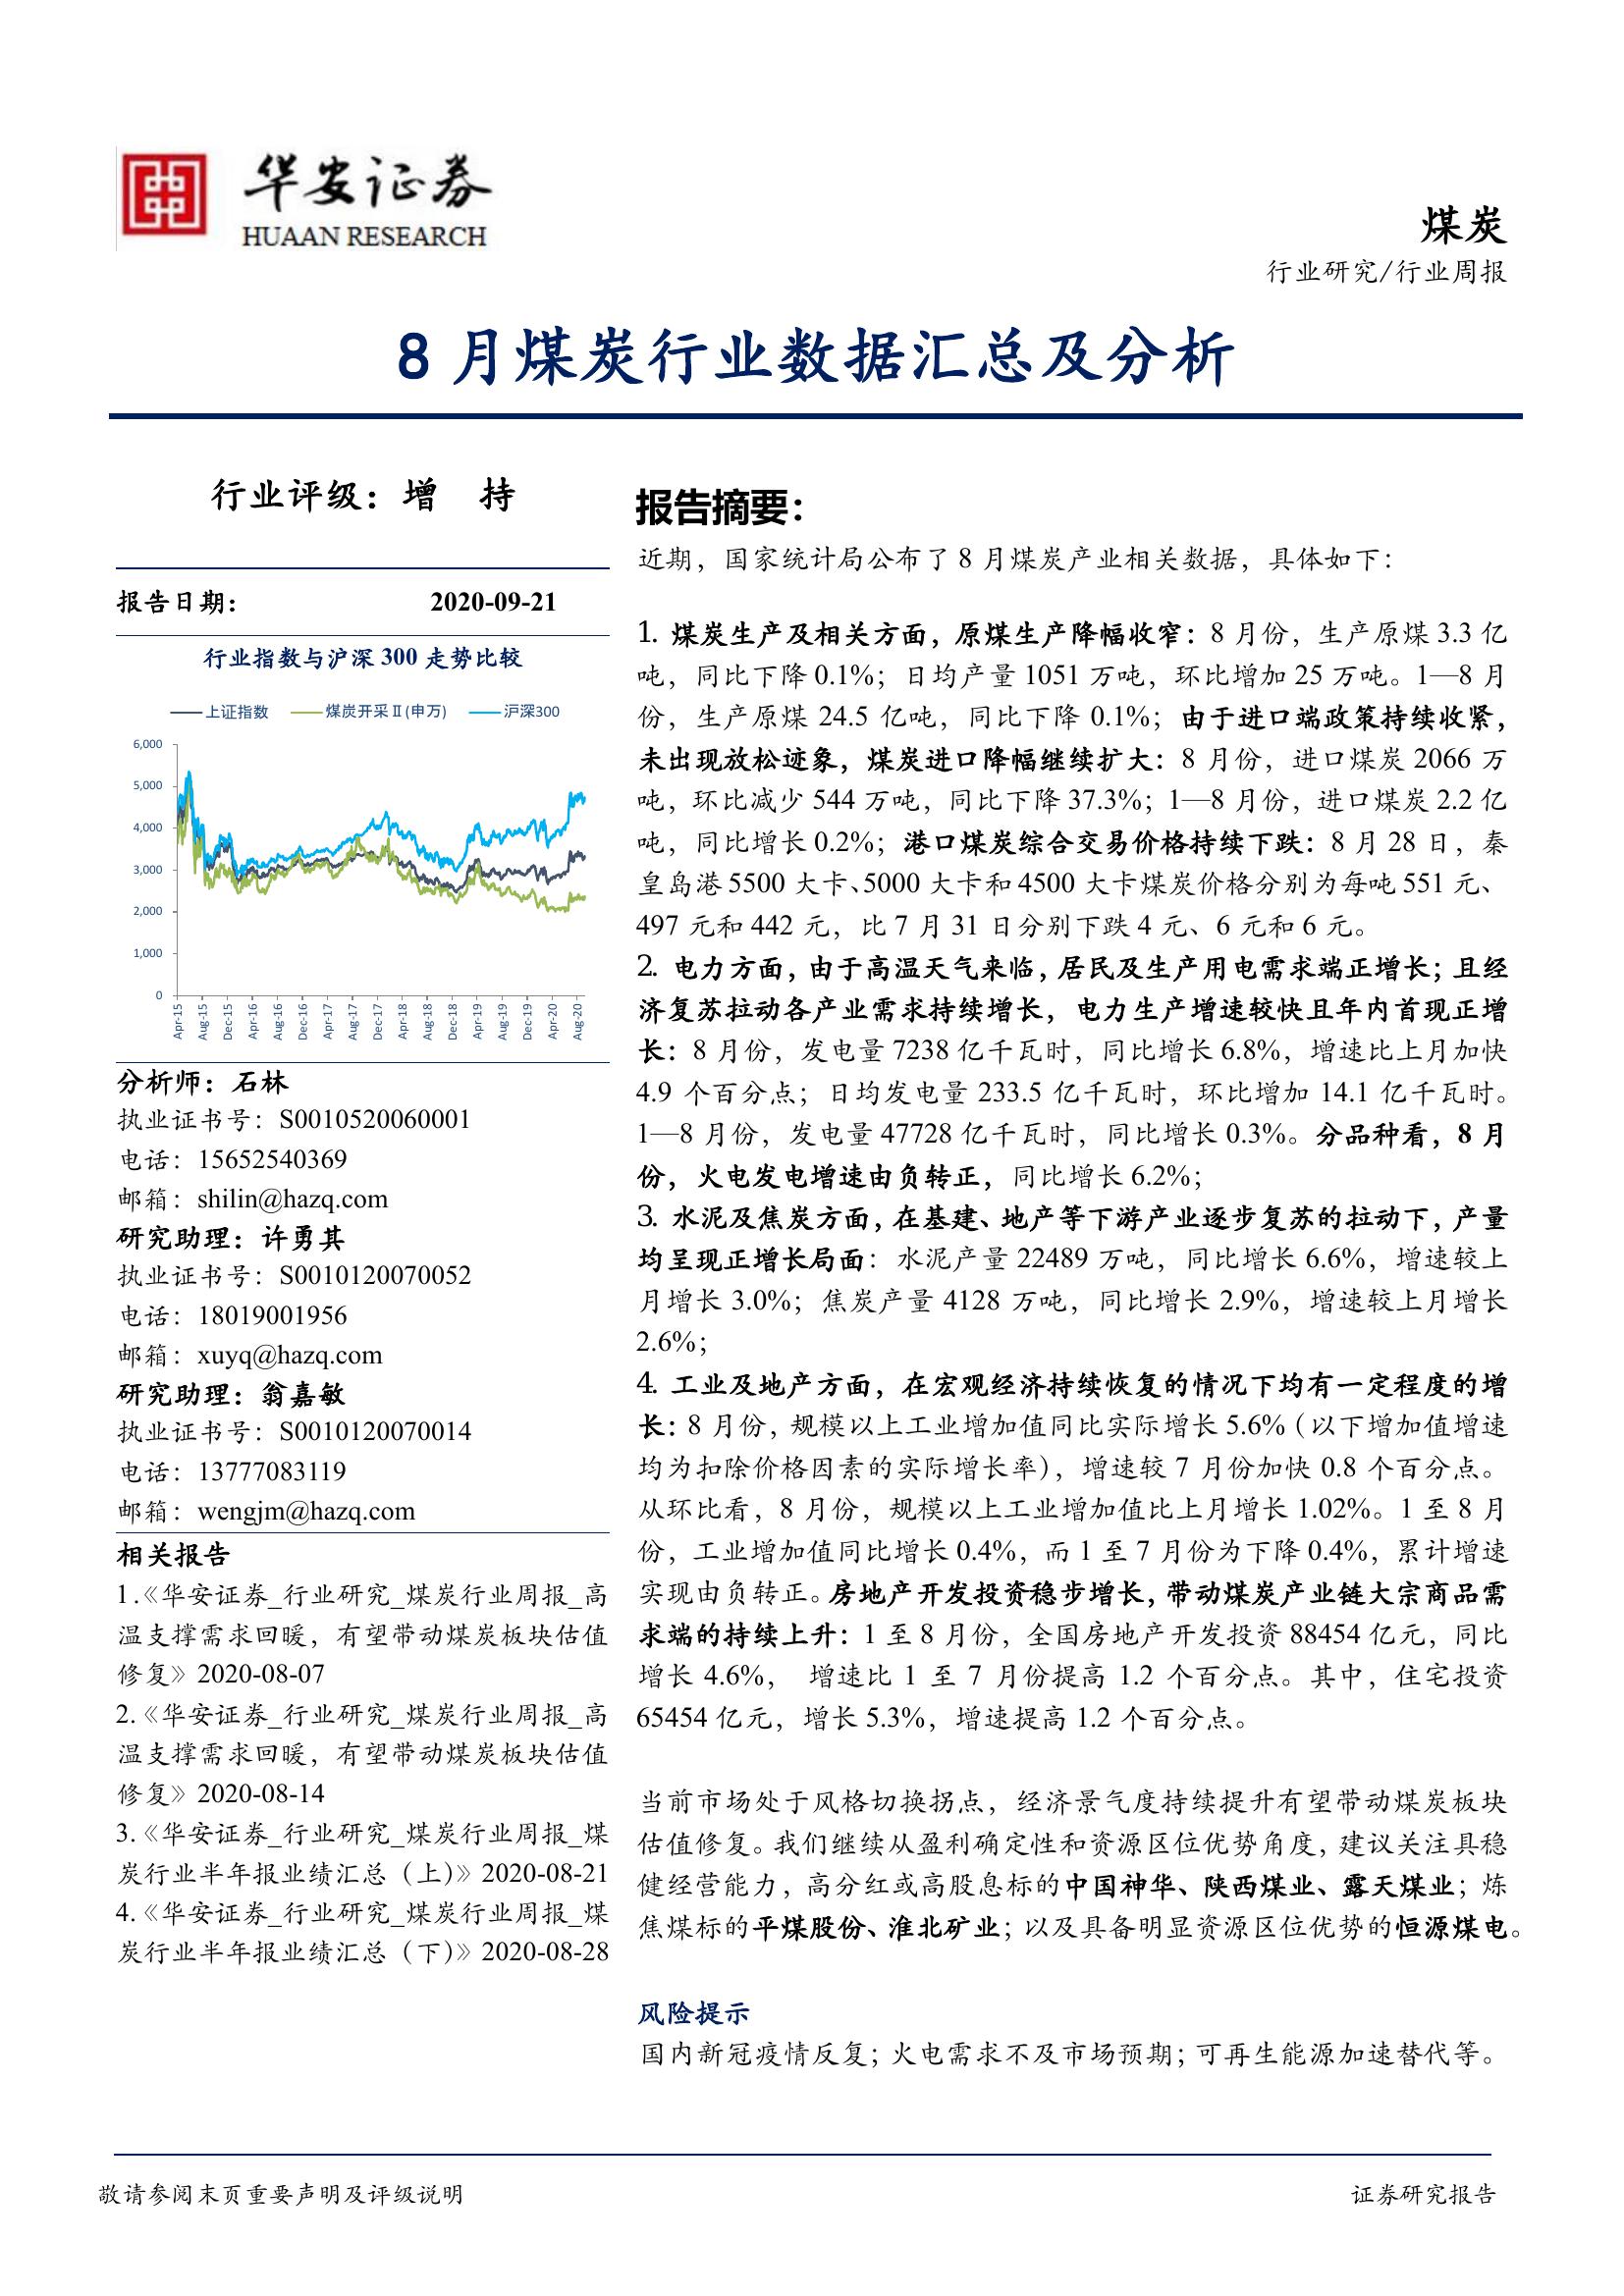 华安证券
HUAAN RESEARCH
煤炭
行业研究/行业周报
8 月煤炭行业数据汇总及分析
行业评级：增 持
报告日期： 2020-09-21
行业指数与沪深 300 走势比较
上证指数 煤炭开采Ⅱ(申万) 沪深300
6,000
5,000
4,000
3,000
2,000
1,000
0
Apr-15 Aug-15 Dec-15 Apr-16 Aug-16 Dec-16 Apr-17 Aug-17 Dec-17 Apr-18 Aug-18 Dec-18 Apr-19 Aug-19 Dec-19 Apr-20 Aug-20
分析师：石林
执业证书号：S0010520060001
电话：15652540369
邮箱：shilin@hazq.com
研究助理：许勇其
执业证书号：S0010120070052
电话：18019001956
邮箱：xuyq@hazq.com
研究助理：翁嘉敏
执业证书号：S0010120070014
电话：13777083119
邮箱：wengjm@hazq.com
相关报告
1.《华安证券_行业研究_煤炭行业周报_高
温支撑需求回暖，有望带动煤炭板块估值
修复》2020-08-07
2.《华安证券_行业研究_煤炭行业周报_高
温支撑需求回暖，有望带动煤炭板块估值
修复》2020-08-14
3.《华安证券_行业研究_煤炭行业周报_煤
炭行业半年报业绩汇总（上）》2020-08-21
4.《华安证券_行业研究_煤炭行业周报_煤
炭行业半年报业绩汇总（下）》2020-08-28
报告摘要：
近期，国家统计局公布了 8 月煤炭产业相关数据，具体如下：
1. 煤炭生产及相关方面，原煤生产降幅收窄：8 月份，生产原煤 3.3 亿
吨，同比下降 0.1%；日均产量 1051 万吨，环比增加 25 万吨。1—8 月
份，生产原煤 24.5 亿吨，同比下降 0.1%；由于进口端政策持续收紧，
未出现放松迹象，煤炭进口降幅继续扩大：8 月份，进口煤炭 2066 万
吨，环比减少 544 万吨，同比下降 37.3%；1—8 月份，进口煤炭 2.2 亿
吨，同比增长 0.2%；港口煤炭综合交易价格持续下跌：8 月 28 日，秦
皇岛港 5500 大卡、5000 大卡和 4500 大卡煤炭价格分别为每吨 551 元、
497 元和 442 元，比 7 月 31 日分别下跌 4 元、6 元和 6 元。
2. 电力方面，由于高温天气来临，居民及生产用电需求端正增长；且经
济复苏拉动各产业需求持续增长，电力生产增速较快且年内首现正增
长：8 月份，发电量 7238 亿千瓦时，同比增长 6.8%，增速比上月加快
4.9 个百分点；日均发电量 233.5 亿千瓦时，环比增加 14.1 亿千瓦时。
1—8 月份，发电量 47728 亿千瓦时，同比增长 0.3%。分品种看，8 月
份，火电发电增速由负转正，同比增长 6.2%；
3. 水泥及焦炭方面，在基建、地产等下游产业逐步复苏的拉动下，产量
均呈现正增长局面：水泥产量 22489 万吨，同比增长 6.6%，增速较上
月增长 3.0%；焦炭产量 4128 万吨，同比增长 2.9%，增速较上月增长
2.6%；
4. 工业及地产方面，在宏观经济持续恢复的情况下均有一定程度的增
长：8 月份，规模以上工业增加值同比实际增长 5.6%（以下增加值增速
均为扣除价格因素的实际增长率），增速较 7 月份加快 0.8 个百分点。
从环比看，8 月份，规模以上工业增加值比上月增长 1.02%。1 至 8 月
份，工业增加值同比增长 0.4%，而 1 至 7 月份为下降 0.4%，累计增速
实现由负转正。房地产开发投资稳步增长，带动煤炭产业链大宗商品需
求端的持续上升：1 至 8 月份，全国房地产开发投资 88454 亿元，同比
增长 4.6%， 增速比 1 至 7 月份提高 1.2 个百分点。其中，住宅投资
65454 亿元，增长 5.3%，增速提高 1.2 个百分点。
当前市场处于风格切换拐点，经济景气度持续提升有望带动煤炭板块
估值修复。我们继续从盈利确定性和资源区位优势角度，建议关注具稳
健经营能力，高分红或高股息标的中国神华、陕西煤业、露天煤业；炼
焦煤标的平煤股份、淮北矿业；以及具备明显资源区位优势的恒源煤电。
风险提示
国内新冠疫情反复；火电需求不及市场预期；可再生能源加速替代等。
敬请参阅末页重要声明及评级说明 证券研究报告